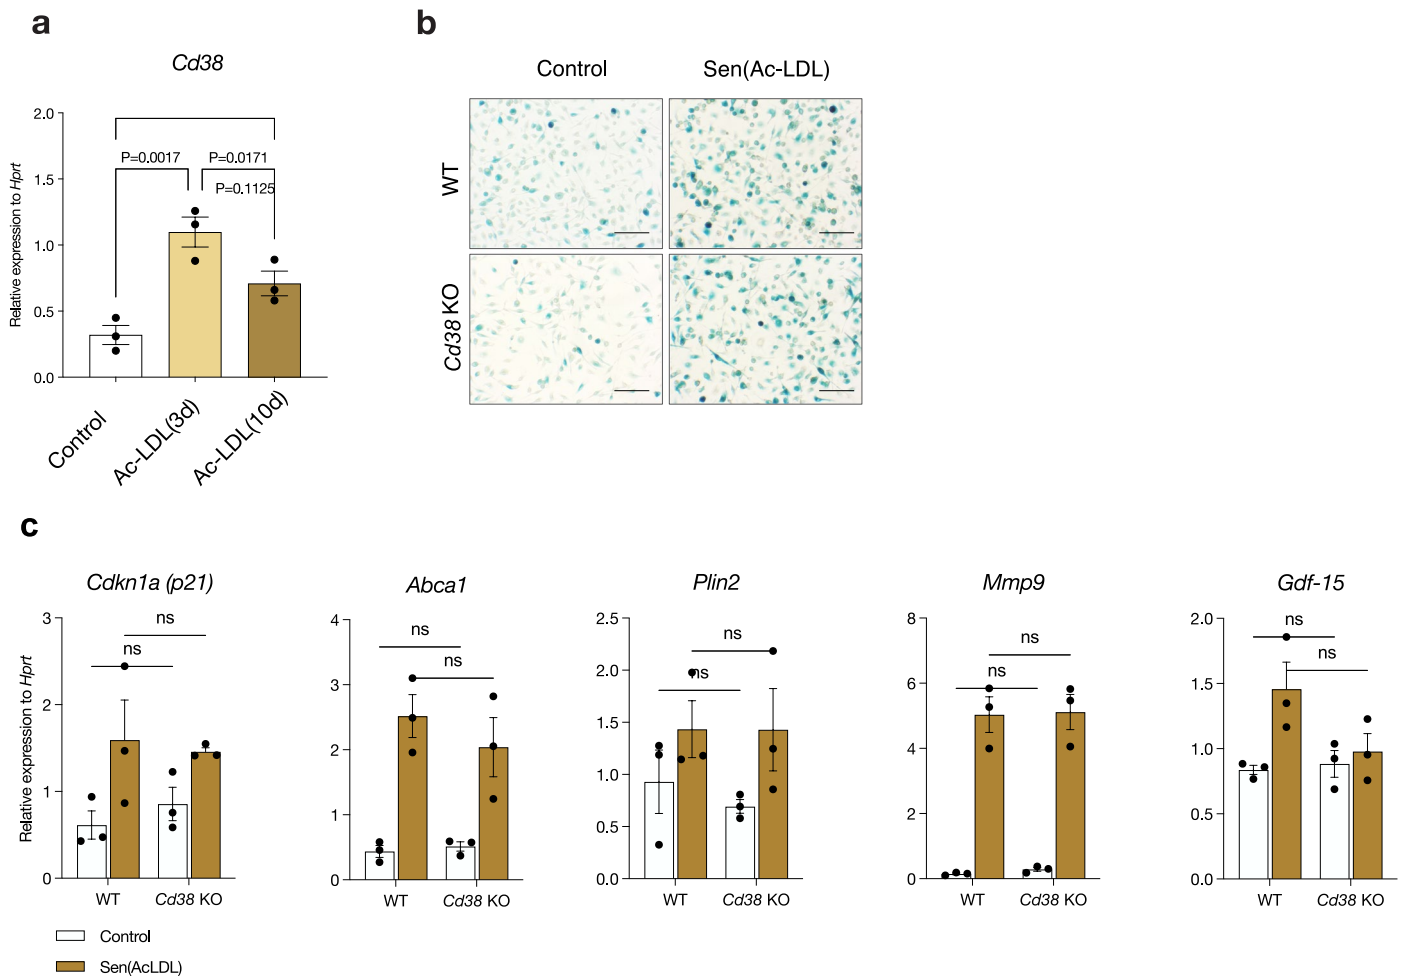 a
Cd38
Relative expression to Hprt
2.0
1.5
1.0
0.5
0.0
P=0.0017
P=0.0171
P=0.1125
Control
Ac-LDL(3d)
Ac-LDL(10d)
b
Control
Sen(Ac-LDL)
WT
Cd38 KO
c
Relative expression to Hprt
Cdkn1a (p21)
3
2
1
0
ns
ns
WT
Cd38 KO
Abca1
4
3
2
1
0
ns
ns
WT
Cd38 KO
Plin2
2.5
2.0
1.5
1.0
0.5
0.0
ns
ns
WT
Cd38 KO
Mmp9
8
6
4
2
0
ns
ns
WT
Cd38 KO
Gdf-15
2.0
1.5
1.0
0.5
0.0
ns
ns
WT
Cd38 KO
Control
Sen(AcLDL)